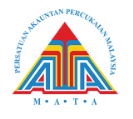 PERSATUAN AKAUNTAN PERCUKAIAN MALAYSIA
M • A • T • A